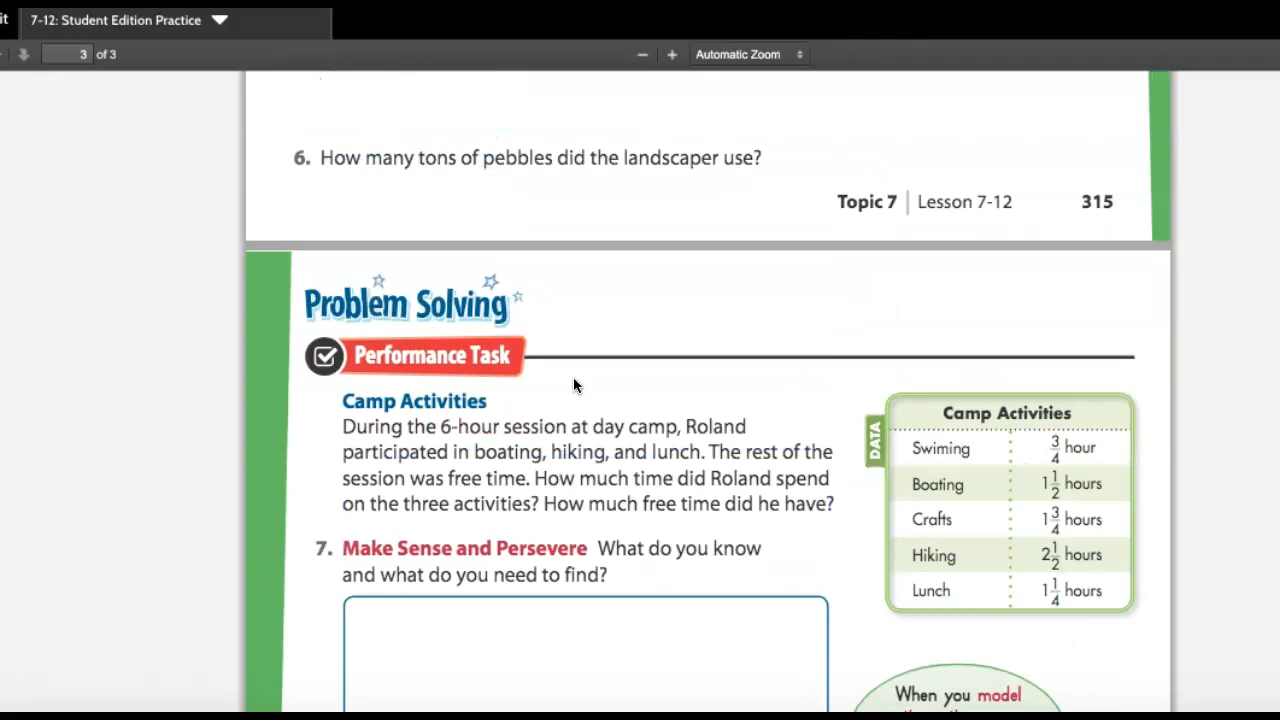 it
7-12: Student Edition Practice
3 of 3
Automatic Zoom
6. How many tons of pebbles did the landscaper use?
Topic 7 | Lesson 7-12 315
Problem Solving
Performance Task
Camp Activities
During the 6-hour session at day camp, Roland
participated in boating, hiking, and lunch. The rest of the
session was free time. How much time did Roland spend
on the three activities? How much free time did he have?
7. Make Sense and Persevere What do you know
and what do you need to find?
DATA
Camp Activities
Swiming 3/4 hour
Boating 1 1/2 hours
Crafts 1 3/4 hours
Hiking 2 1/2 hours
Lunch 1 1/4 hours
When you model